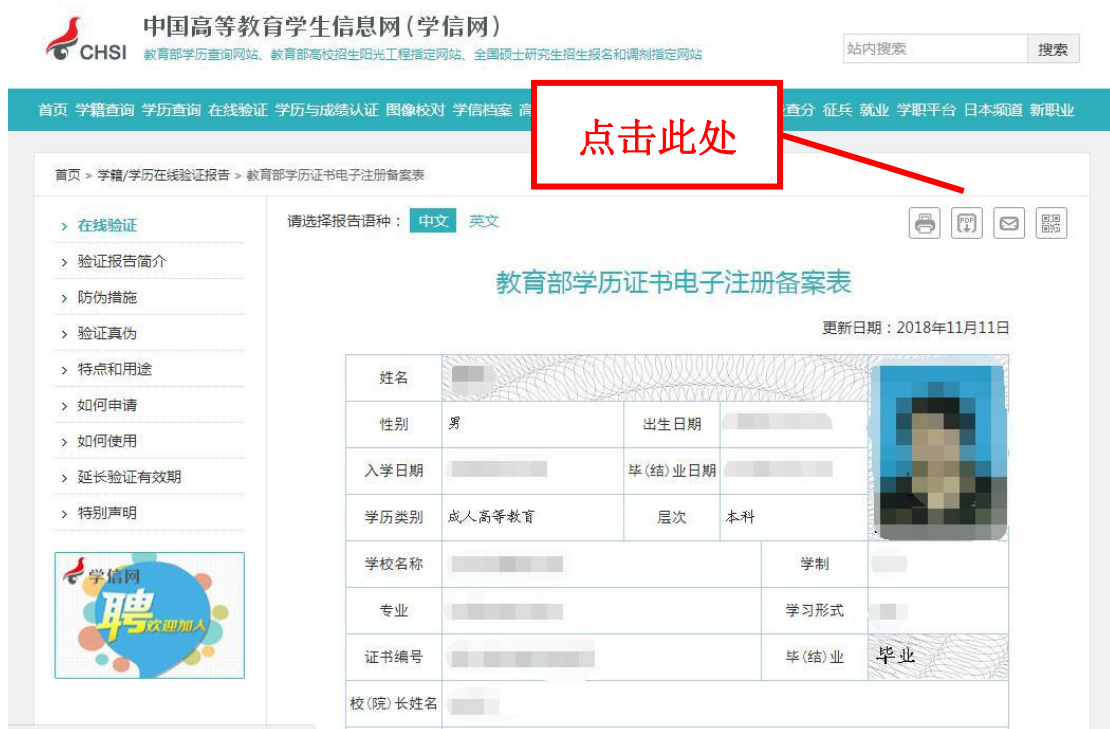 中国高等教育学生信息网(学信网)
CHSI 教育部学历查询网站、教育部高校招生阳光工程指定网站、全国硕士研究生招生报名和调剂指定网站
站内搜索 搜索
首页 学籍查询 学历查询 在线验证 学历与成绩认证 图像校对 学信档案 查分 征兵 就业 学职平台 日本频道 新职业
点击此处
首页 > 学籍/学历在线验证报告 > 教育部学历证书电子注册备案表
> 在线验证
> 验证报告简介
> 防伪措施
> 验证真伪
> 特点和用途
> 如何申请
> 如何使用
> 延长验证有效期
> 特别声明
学信网
聘 欢迎加入
请选择报告语种: 中文 英文
PDF
教育部学历证书电子注册备案表
更新日期:2018年11月11日
姓名
性别 男 出生日期
入学日期 毕(结)业日期
学历类别 成人高等教育 层次 本科
学校名称 学制
专业 学习形式
证书编号 毕(结)业 毕业
校(院)长姓名